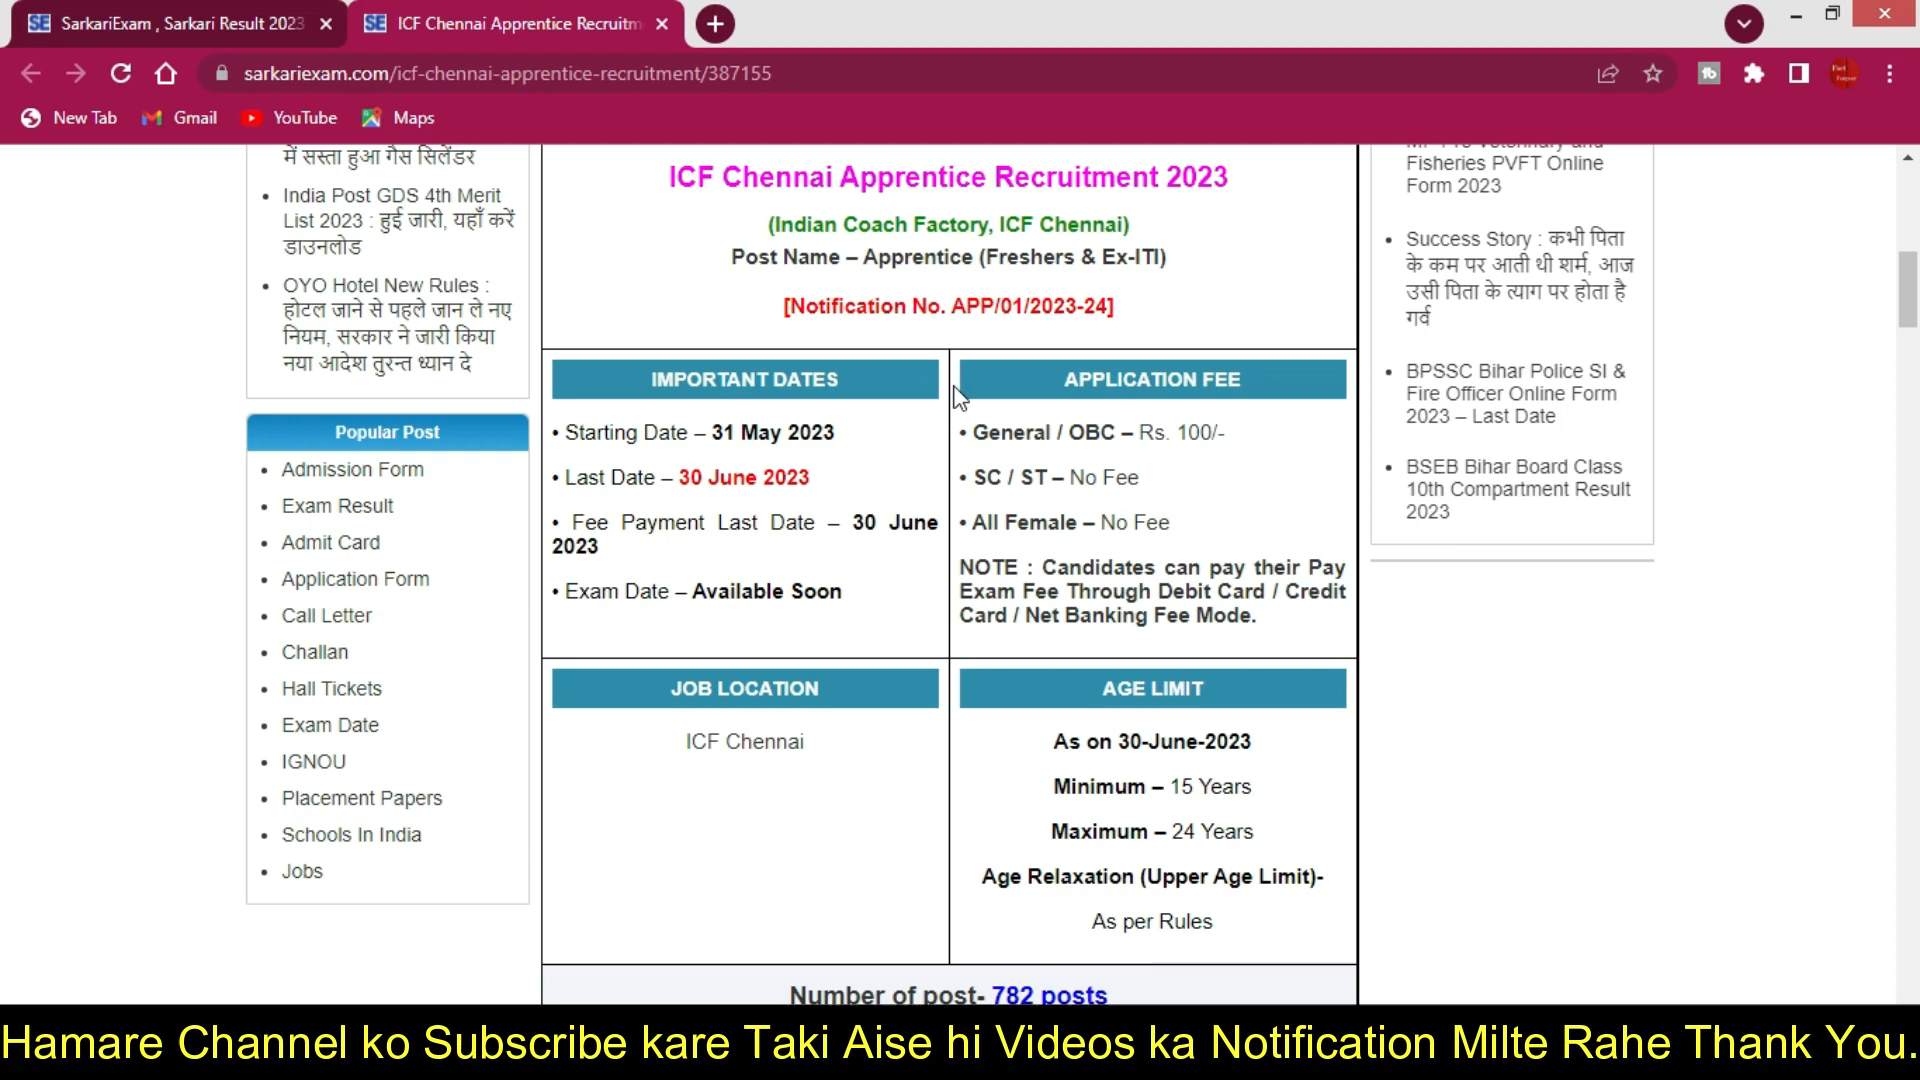 SarkariExam , Sarkari Result 2023
ICF Chennai Apprentice Recruitm
sarkariexam.com/icf-chennai-apprentice-recruitment/387155
New Tab
Gmail
YouTube
Maps
में सस्ता हुआ गैस सिलेंडर
• India Post GDS 4th Merit
List 2023 : हुई जारी, यहाँ करें
डाउनलोड
• OYO Hotel New Rules :
होटल जाने से पहले जान ले नए
नियम, सरकार ने जारी किया
नया आदेश तुरन्त ध्यान दे
Popular Post
• Admission Form
• Exam Result
• Admit Card
• Application Form
• Call Letter
• Challan
• Hall Tickets
• Exam Date
• IGNOU
• Placement Papers
• Schools In India
• Jobs
ICF Chennai Apprentice Recruitment 2023
(Indian Coach Factory, ICF Chennai)
Post Name – Apprentice (Freshers & Ex-ITI)
[Notification No. APP/01/2023-24]
IMPORTANT DATES
• Starting Date – 31 May 2023
• Last Date – 30 June 2023
• Fee Payment Last Date – 30 June
2023
• Exam Date – Available Soon
APPLICATION FEE
• General / OBC – Rs. 100/-
• SC / ST – No Fee
• All Female – No Fee
NOTE : Candidates can pay their Pay
Exam Fee Through Debit Card / Credit
Card / Net Banking Fee Mode.
JOB LOCATION
ICF Chennai
AGE LIMIT
As on 30-June-2023
Minimum – 15 Years
Maximum – 24 Years
Age Relaxation (Upper Age Limit)-
As per Rules
Number of post- 782 posts
Fisheries PVFT Online
Form 2023
• Success Story : कभी पिता
के कम पर आती थी शर्म, आज
उसी पिता के त्याग पर होता है
गर्व
• BPSSC Bihar Police SI &
Fire Officer Online Form
2023 – Last Date
• BSEB Bihar Board Class
10th Compartment Result
2023
Hamare Channel ko Subscribe kare Taki Aise hi Videos ka Notification Milte Rahe Thank You.